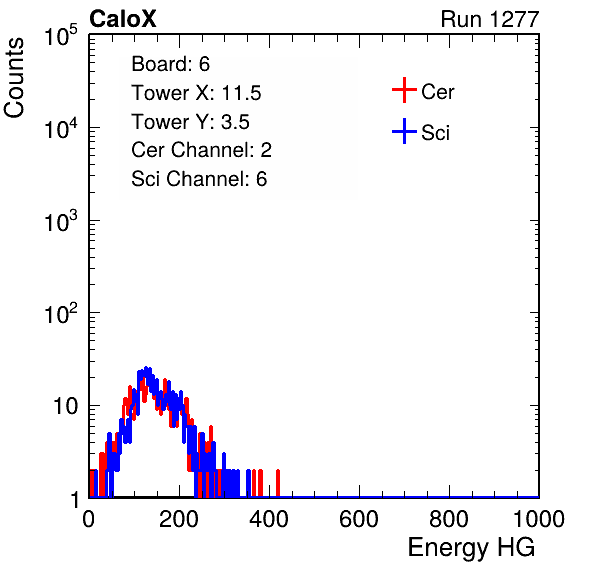 CaloX Run 1277
Counts
10^5
10^4
10^3
10^2
10
1
Board: 6
Tower X: 11.5
Tower Y: 3.5
Cer Channel: 2
Sci Channel: 6
Cer
Sci
0 200 400 600 800 1000
Energy HG